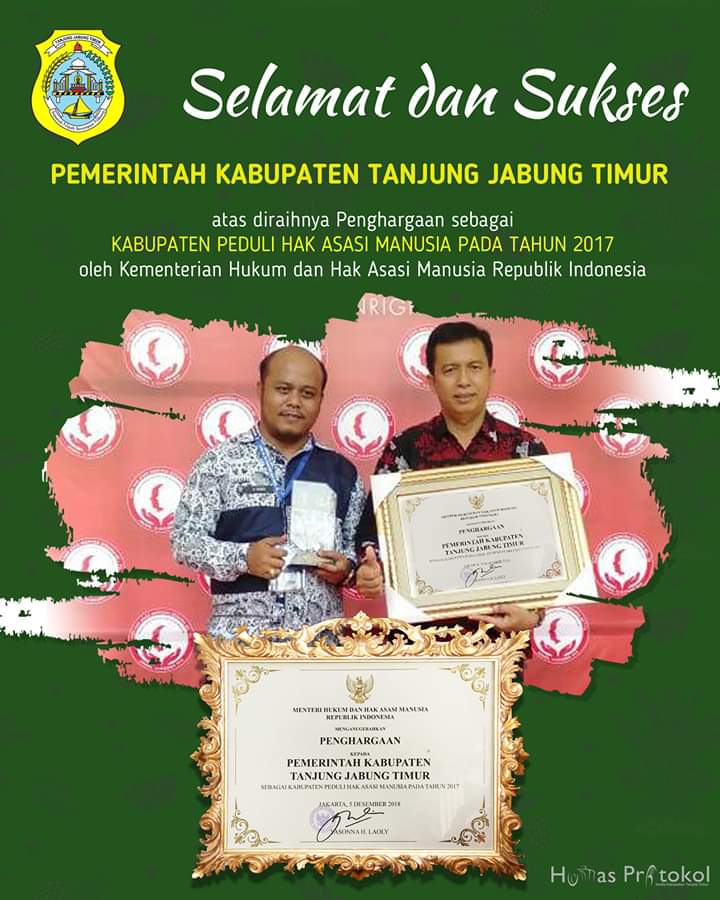 TANJUNG JABUNG TIMUR
Selamat dan Sukses
PEMERINTAH KABUPATEN TANJUNG JABUNG TIMUR
atas diraihnya Penghargaan sebagai
KABUPATEN PEDULI HAK ASASI MANUSIA PADA TAHUN 2017
oleh Kementerian Hukum dan Hak Asasi Manusia Republik Indonesia
PENGHARGAAN
PEMERINTAH KABUPATEN
TANJUNG JABUNG TIMUR
MENTERI HUKUM DAN HAK ASASI MANUSIA
REPUBLIK INDONESIA
MENGANUGERAHKAN
PENGHARGAAN
KEPADA
PEMERINTAH KABUPATEN
TANJUNG JABUNG TIMUR
SEBAGAI KABUPATEN PEDULI HAK ASASI MANUSIA PADA TAHUN 2017
JAKARTA, 5 DESEMBER 2018
YASONNA H. LAOLY
Humas Protokol